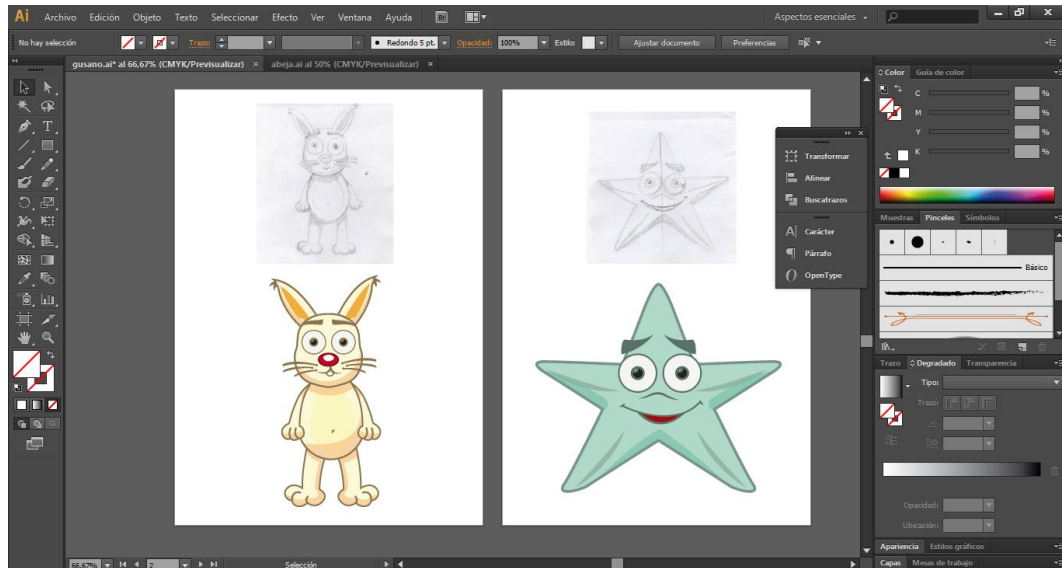 Ai Archivo Edición Objeto Texto Seleccionar Efecto Ver Ventana Ayuda Br Aspectos esenciales
No hay selección Trazo: Redondo 5 pt. Opacidad: 100% Estilo: Ajustar documento Preferencias
gusano.ai* al 66,67% (CMYK/Previsualizar) × abeja.ai al 50% (CMYK/Previsualizar) ×
Color Guía de color
C %
M %
Y %
K %
Transformar
Alinear
Buscatrazos
Carácter
Párrafo
OpenType
Muestras Pinceles Símbolos
Básico
Trazo Degradado Transparencia
Tipo:
Trazo:
Opacidad:
Ubicación:
Apariencia Estilos gráficos
Capas Mesas de trabajo
66,67% 2 Selección